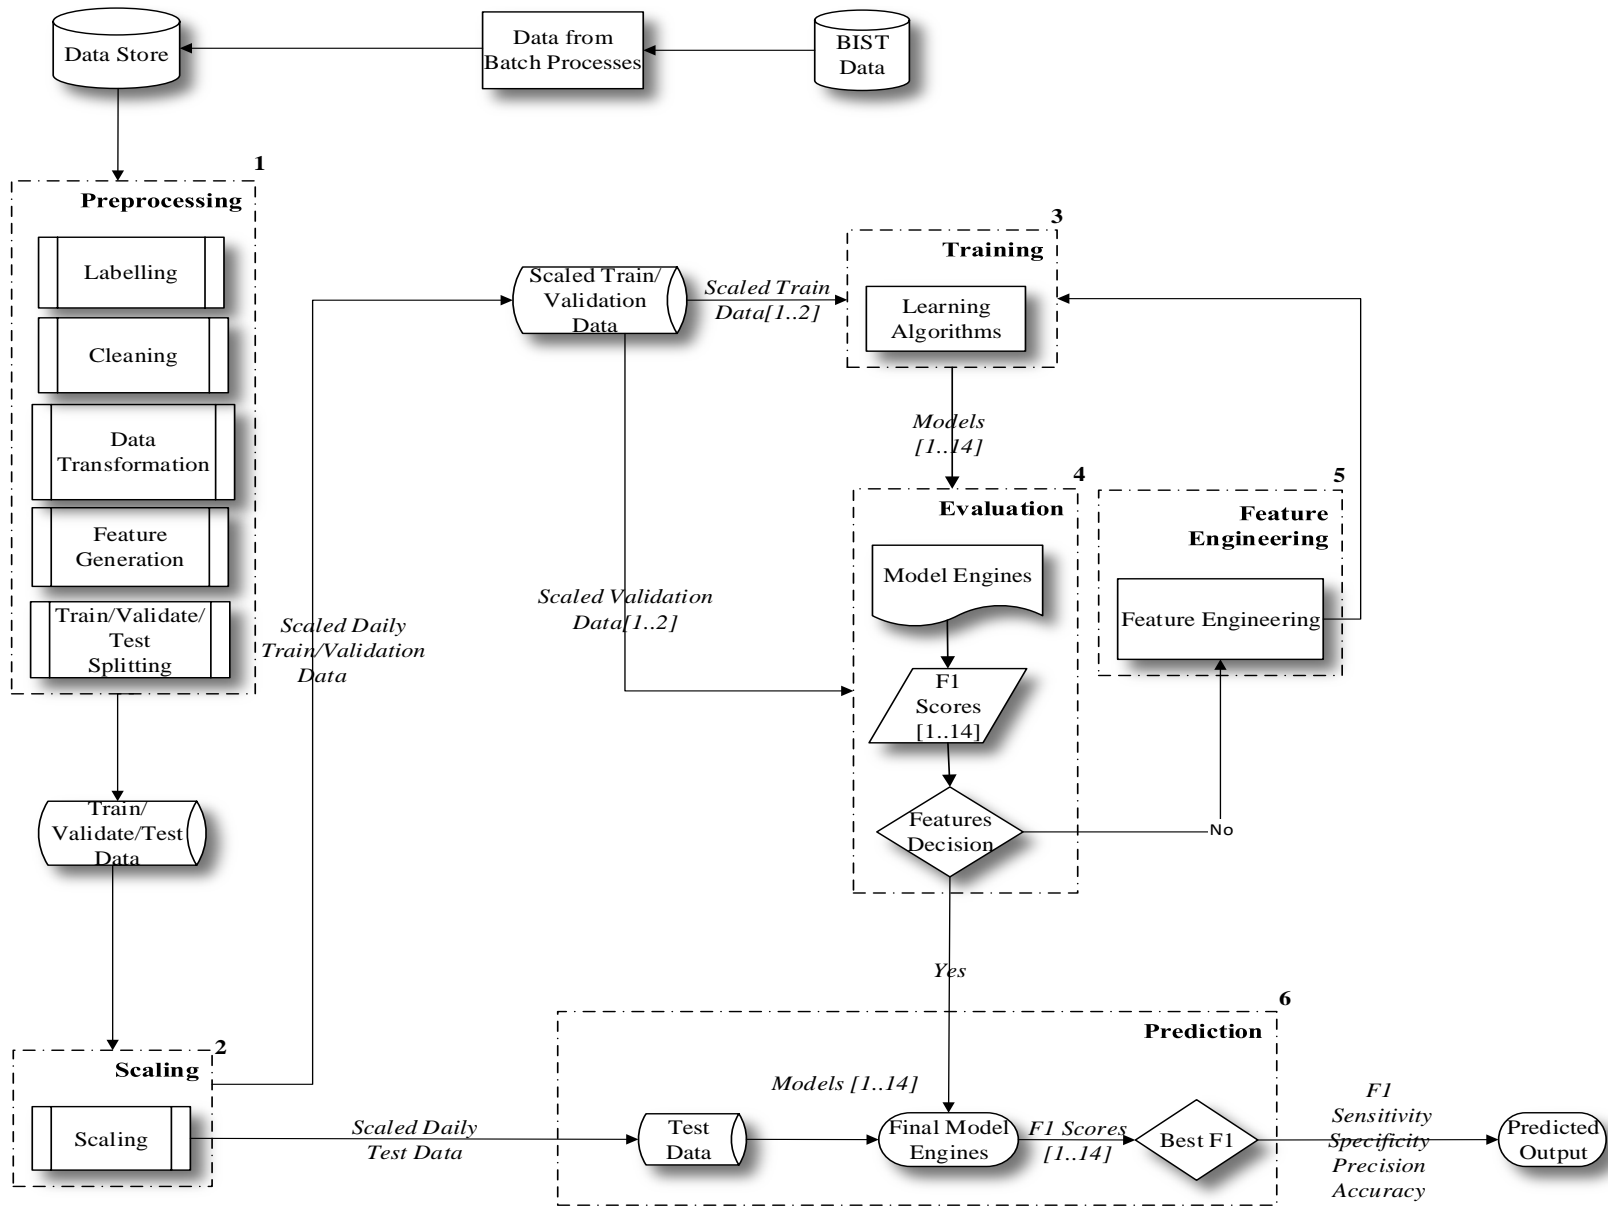 Data Store
Data from
Batch Processes
BIST
Data
1
Preprocessing
Labelling
Cleaning
Data
Transformation
Feature
Generation
Train/Validate/
Test
Splitting
Train/
Validate/Test
Data
2
Scaling
Scaling
Scaled Daily
Train/Validation
Data
Scaled Train/
Validation
Data
Scaled Train
Data[1..2]
3
Training
Learning
Algorithms
Models
[1..14]
Scaled Validation
Data[1..2]
4
Evaluation
Model Engines
F1
Scores
[1..14]
Features
Decision
No
5
Feature
Engineering
Feature Engineering
Yes
6
Prediction
Scaled Daily
Test Data
Test
Data
Models [1..14]
Final Model
Engines
F1 Scores
[1..14]
Best F1
F1
Sensitivity
Specificity
Precision
Accuracy
Predicted
Output